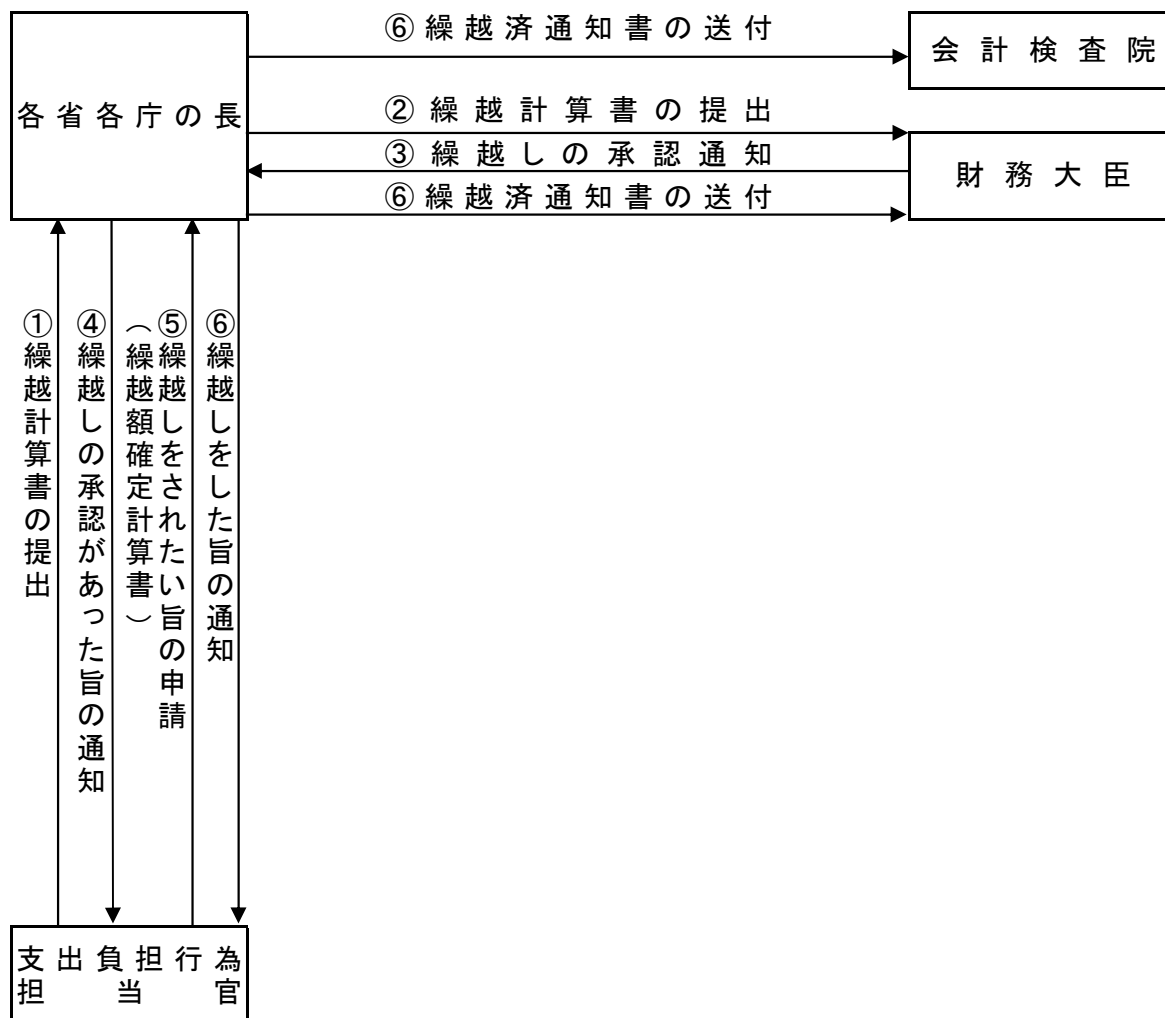 ⑥繰越済通知書の送付
会計検査院
各省各庁の長
②繰越計算書の提出
③繰越しの承認通知
財務大臣
⑥繰越済通知書の送付
①繰越計算書の提出
④繰越しの承認があった旨の通知
⑤繰越しをされたい旨の申請
（繰越額確定計算書）
⑥繰越しをした旨の通知
支出負担行為
担当官